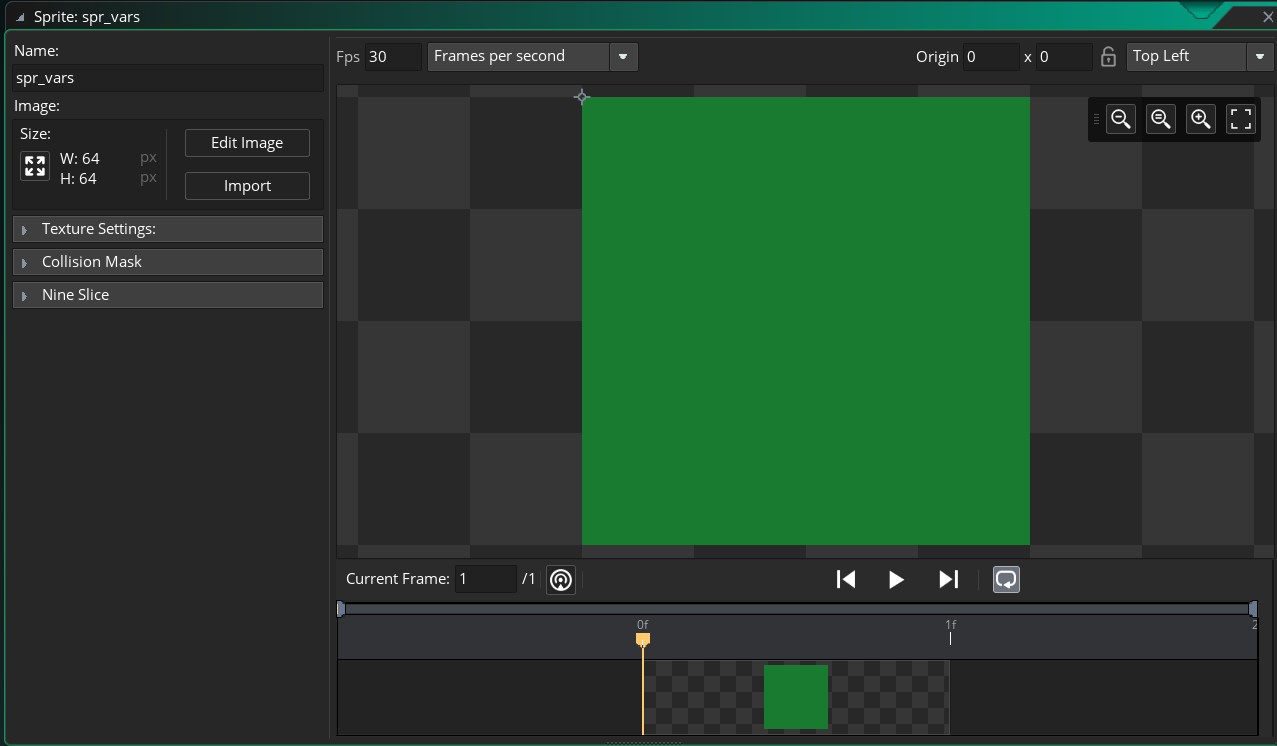 Sprite: spr_vars
Name:
spr_vars
Image:
Size:
W: 64 px
H: 64 px
Edit Image
Import
Texture Settings:
Collision Mask
Nine Slice
Fps 30 Frames per second
Origin 0 x 0 Top Left
Current Frame: 1 /1
0f 1f 2